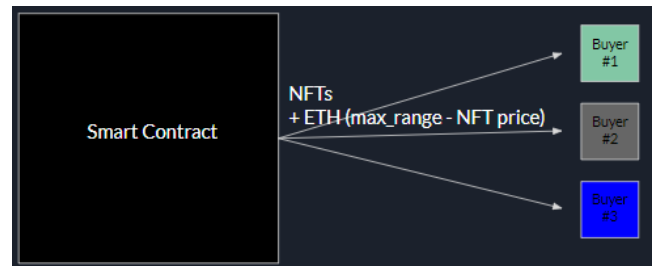 Smart Contract
NFTs
+ ETH (max_range - NFT price)
Buyer
#1
Buyer
#2
Buyer
#3